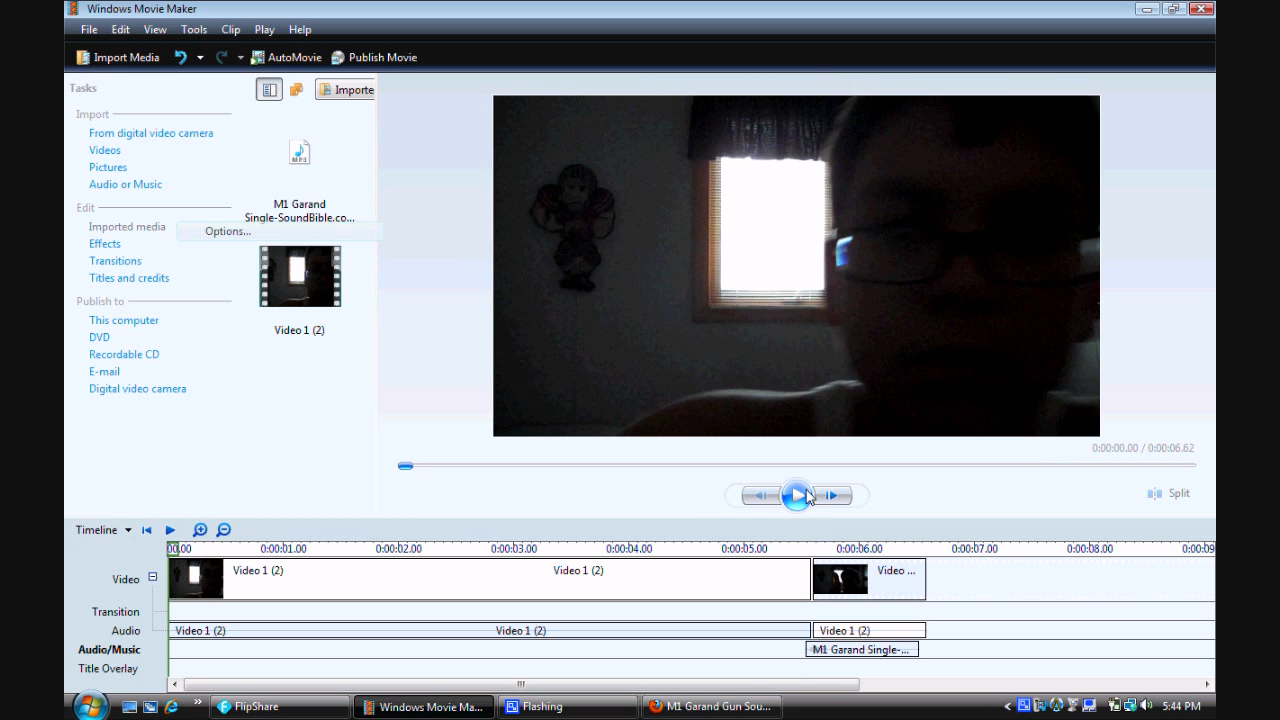 Windows Movie Maker
File Edit View Tools Clip Play Help
Import Media AutoMovie Publish Movie
Tasks
Importe
Import
From digital video camera
Videos
Pictures
Audio or Music
MP3
M1 Garand
Single-SoundBible.co...
Edit
Imported media
Options...
Effects
Transitions
Titles and credits
Video 1 (2)
Publish to
This computer
DVD
Recordable CD
E-mail
Digital video camera
0:00:00.00 / 0:00:06.62
Split
Timeline
00.00 0:00:01.00 0:00:02.00 0:00:03.00 0:00:04.00 0:00:05.00 0:00:06.00 0:00:07.00 0:00:08.00 0:00:09
Video Video 1 (2) Video 1 (2) Video ...
Transition
Audio Video 1 (2) Video 1 (2) Video 1 (2)
Audio/Music M1 Garand Single-...
Title Overlay
FlipShare Windows Movie Ma... Flashing M1 Garand Gun Sou... 5:44 PM